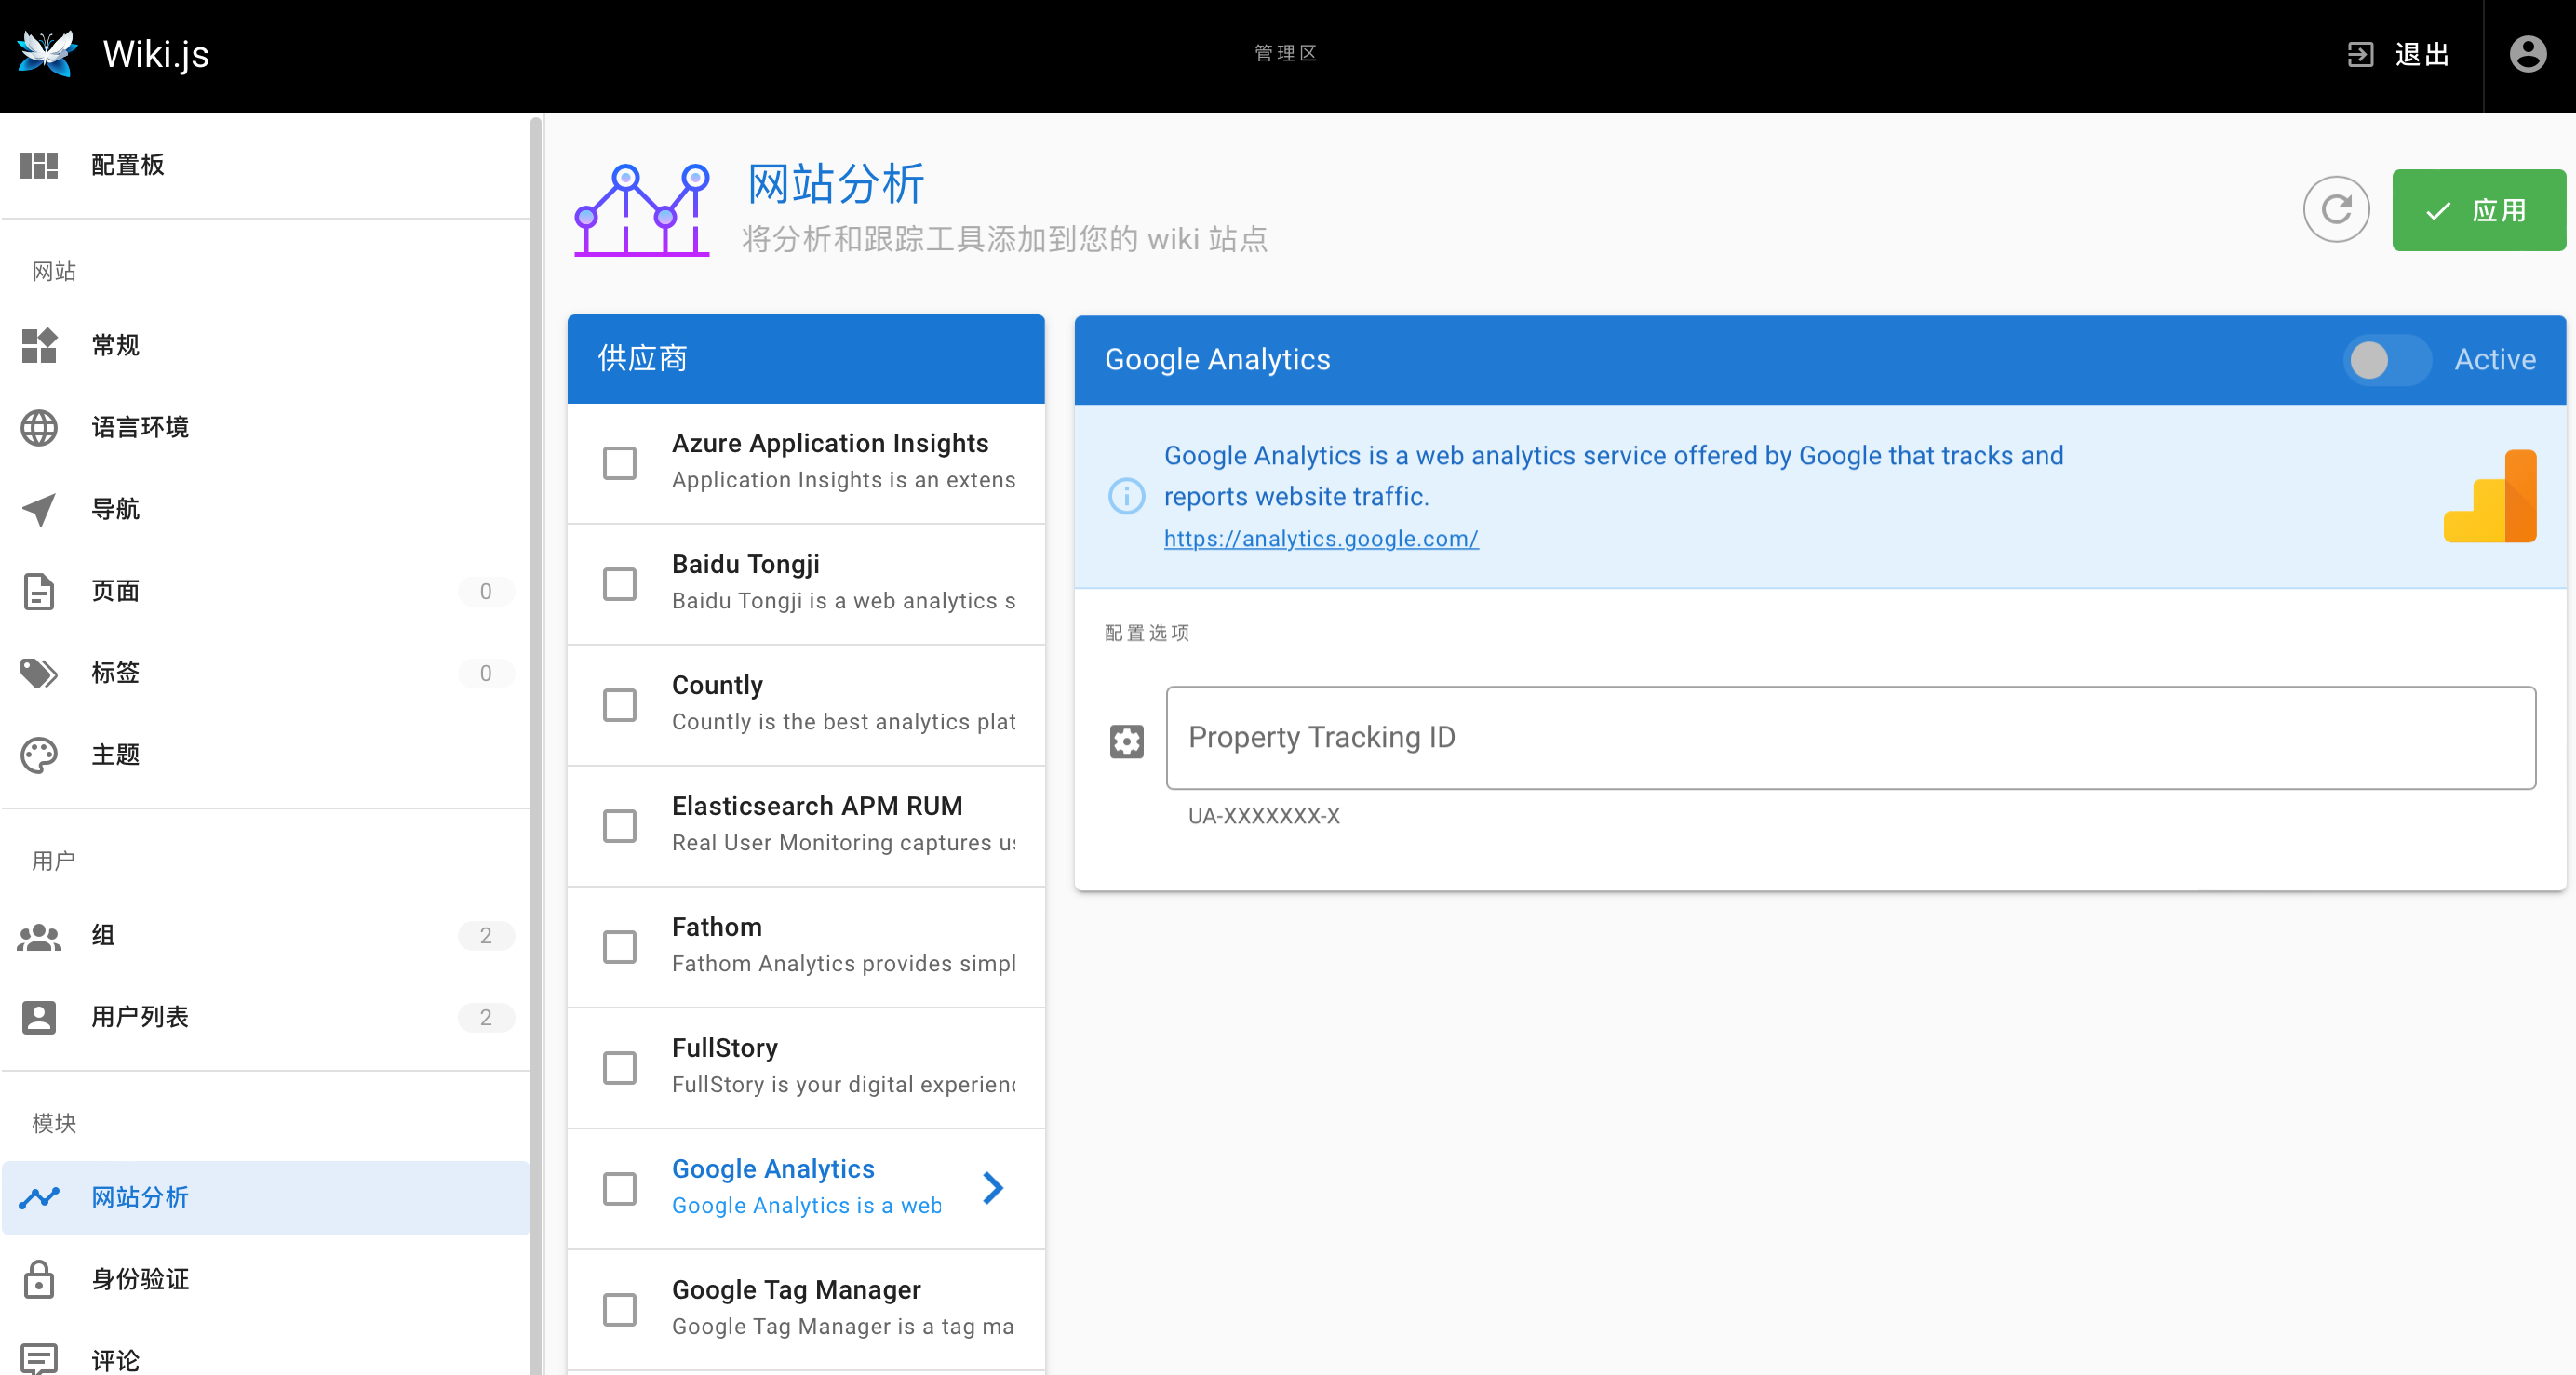 Wiki.js
管理区
退出
配置板
网站
常规
语言环境
导航
页面 0
标签 0
主题
用户
组 2
用户列表 2
模块
网站分析
身份验证
评论
网站分析
将分析和跟踪工具添加到您的 wiki 站点
应用
供应商
Azure Application Insights
Application Insights is an extens
Baidu Tongji
Baidu Tongji is a web analytics s
Countly
Countly is the best analytics plat
Elasticsearch APM RUM
Real User Monitoring captures us
Fathom
Fathom Analytics provides simpl
FullStory
FullStory is your digital experienc
Google Analytics
Google Analytics is a web
Google Tag Manager
Google Tag Manager is a tag ma
Google Analytics
Active
Google Analytics is a web analytics service offered by Google that tracks and
reports website traffic.
https://analytics.google.com/
配置选项
Property Tracking ID
UA-XXXXXXX-X